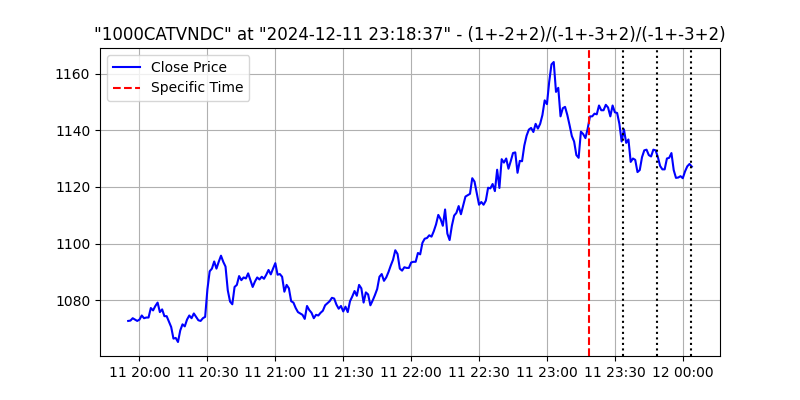 "1000CATVNDC" at "2024-12-11 23:18:37" - (1+-2+2)/(-1+-3+2)/(-1+-3+2)
Close Price
Specific Time
1160
1140
1120
1100
1080
11 20:00 11 20:30 11 21:00 11 21:30 11 22:00 11 22:30 11 23:00 11 23:30 12 00:00